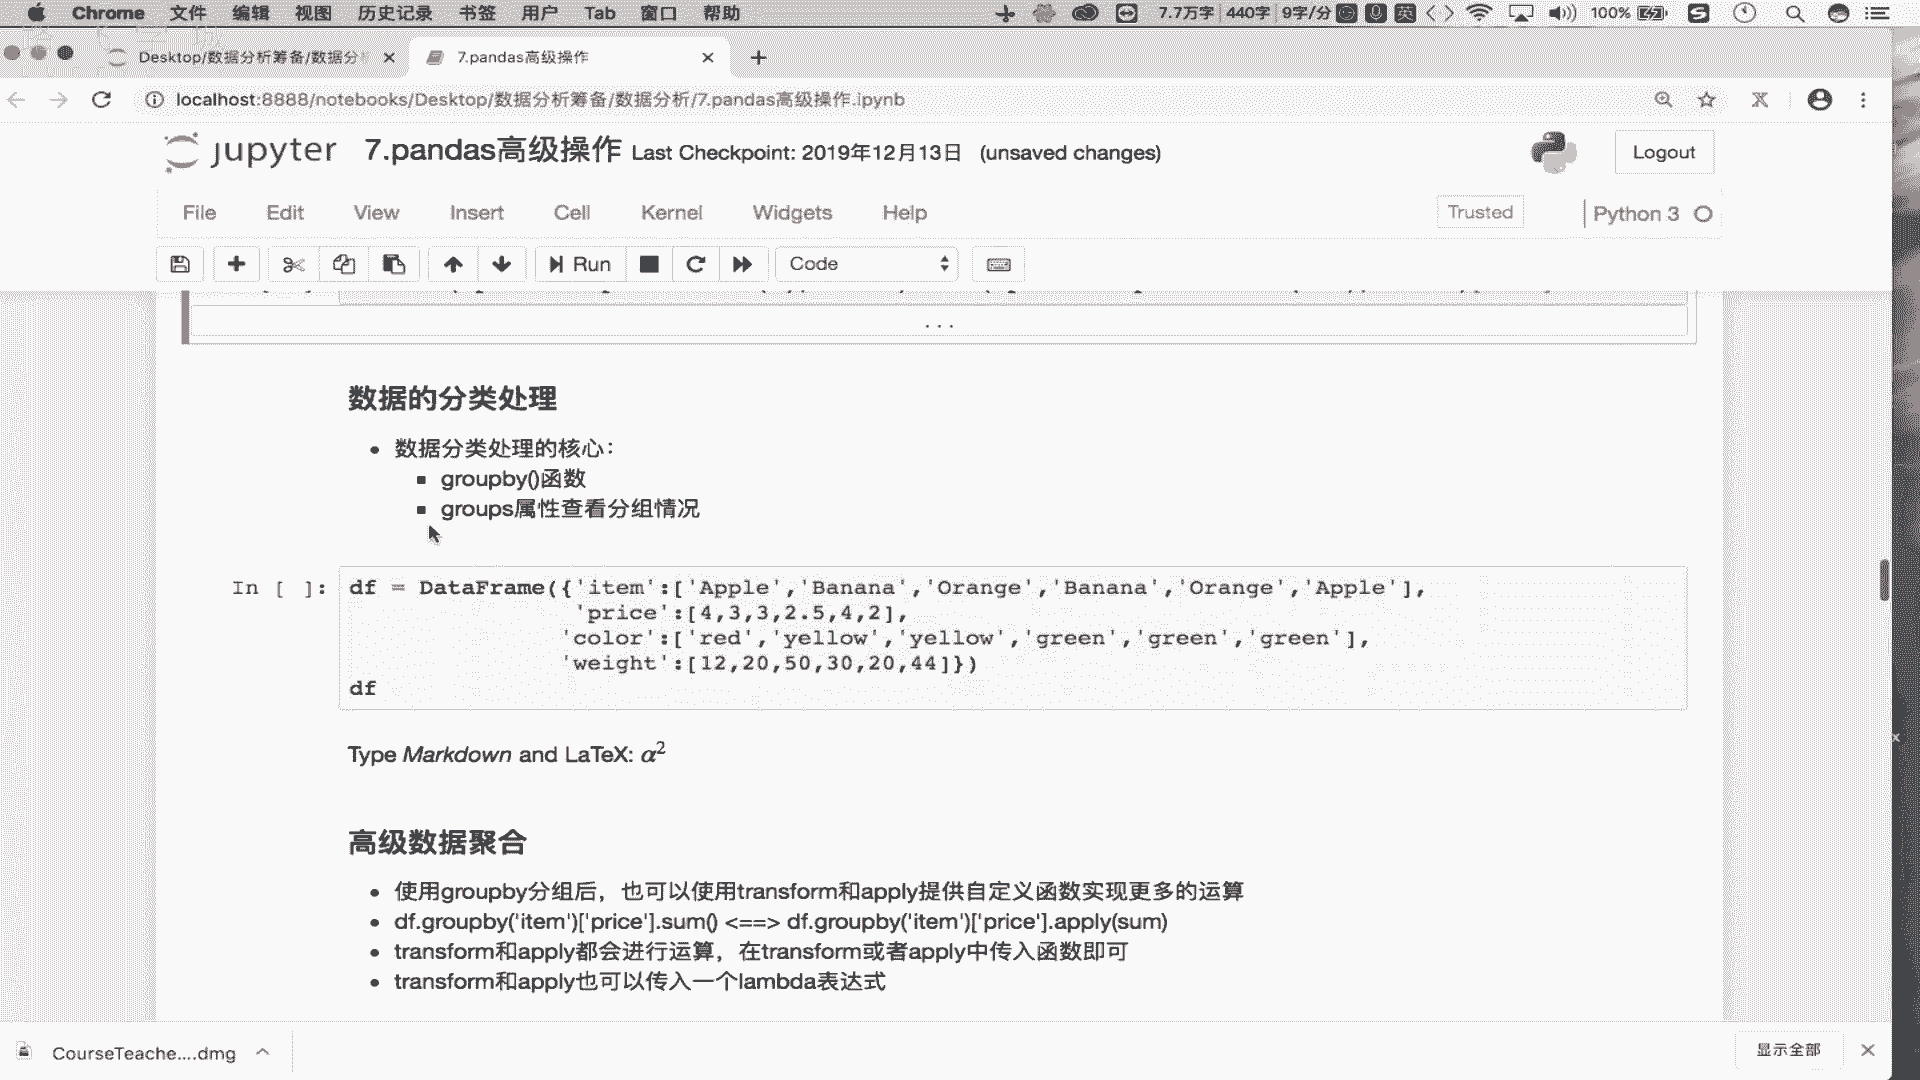 Chrome 文件 编辑 视图 历史记录 书签 用户 Tab 窗口 帮助 7.7万字 440字 9字/分 英 100%
Desktop/数据分析筹备/数据分 7.pandas高级操作
localhost:8888/notebooks/Desktop/数据分析筹备/数据分析/7.pandas高级操作.ipynb
jupyter 7.pandas高级操作 Last Checkpoint: 2019年12月13日 (unsaved changes) Logout
File Edit View Insert Cell Kernel Widgets Help Trusted Python 3
Run Code
...
数据的分类处理
数据分类处理的核心：
groupby()函数
groups属性查看分组情况
In [ ]: df = DataFrame({'item':['Apple','Banana','Orange','Banana','Orange','Apple'],
'price':[4,3,3,2.5,4,2],
'color':['red','yellow','yellow','green','green','green'],
'weight':[12,20,50,30,20,44]})
df
Type Markdown and LaTeX: α²
高级数据聚合
使用groupby分组后，也可以使用transform和apply提供自定义函数实现更多的运算
df.groupby('item')['price'].sum() <==> df.groupby('item')['price'].apply(sum)
transform和apply都会进行运算，在transform或者apply中传入函数即可
transform和apply也可以传入一个lambda表达式
CourseTeache....dmg 显示全部